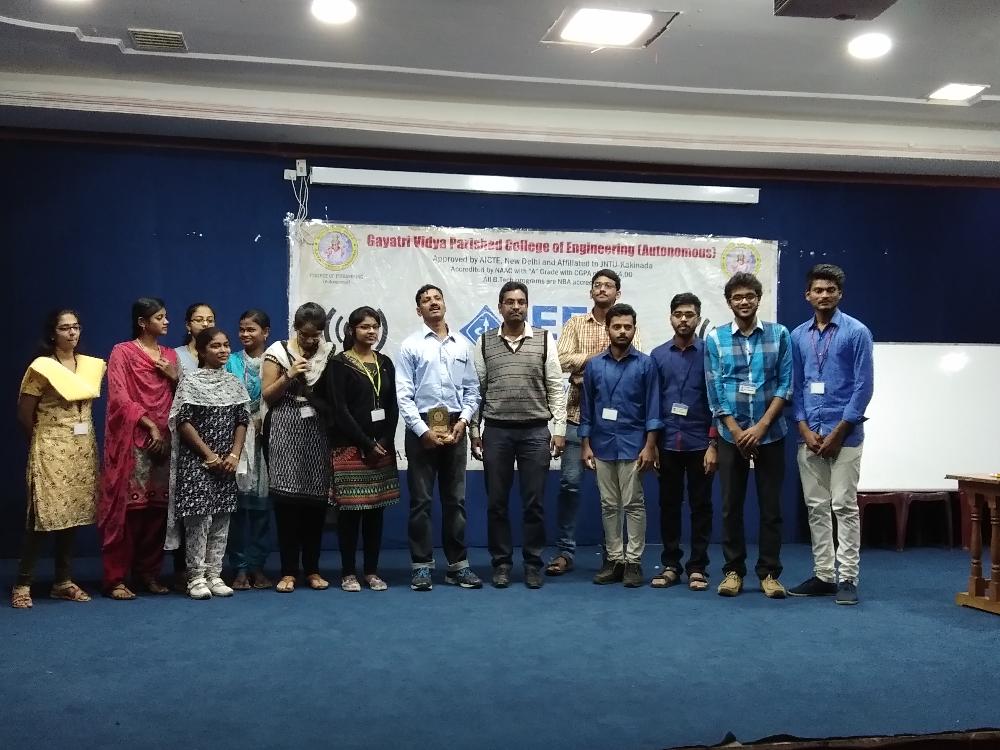 Gayatri Vidya Parishad College of Engineering (Autonomous)
Approved by AICTE, New Delhi and Affiliated to JNTU-Kakinada
Accredited by NAAC with "A" Grade with CGPA of
All B.Tech programs are NBA